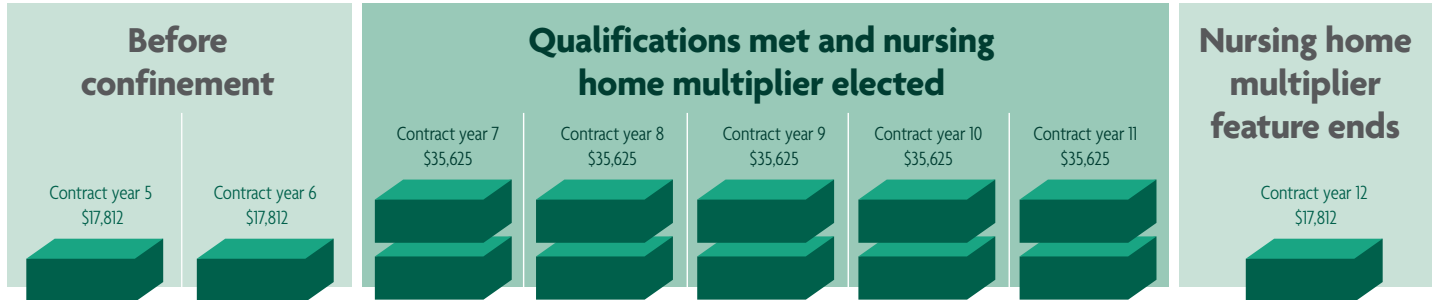 Before
confinement
Contract year 5
$17,812
Contract year 6
$17,812
Qualifications met and nursing
home multiplier elected
Contract year 7
$35,625
Contract year 8
$35,625
Contract year 9
$35,625
Contract year 10
$35,625
Contract year 11
$35,625
Nursing home
multiplier
feature ends
Contract year 12
$17,812